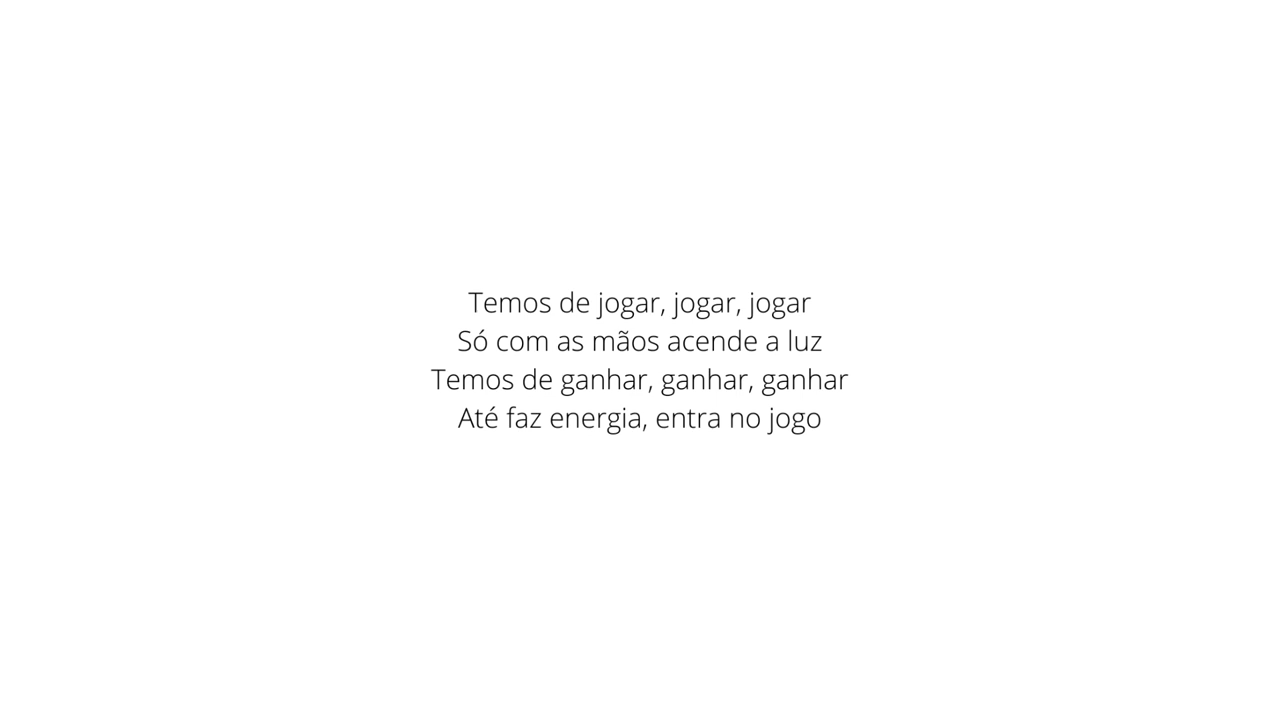 Temos de jogar, jogar, jogar
Só com as mãos acende a luz
Temos de ganhar, ganhar, ganhar
Até faz energia, entra no jogo